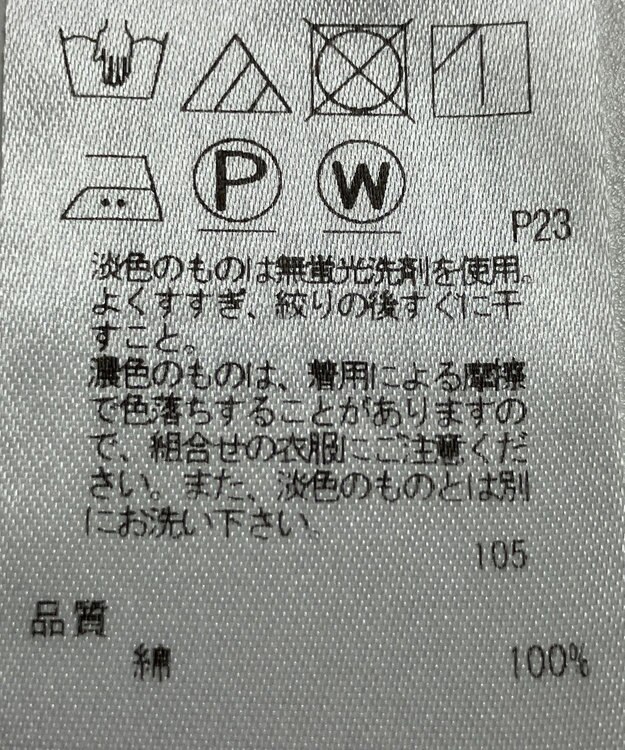 P W
P23
淡色のものは無蛍光洗剤を使用。
よくすすぎ、絞りの後すぐに干
すこと。
濃色のものは、着用による摩擦
で色落ちすることがありますの
で、組合せの衣服にご注意くだ
さい。また、淡色のものとは別
にお洗い下さい。
105
品質
綿 100%